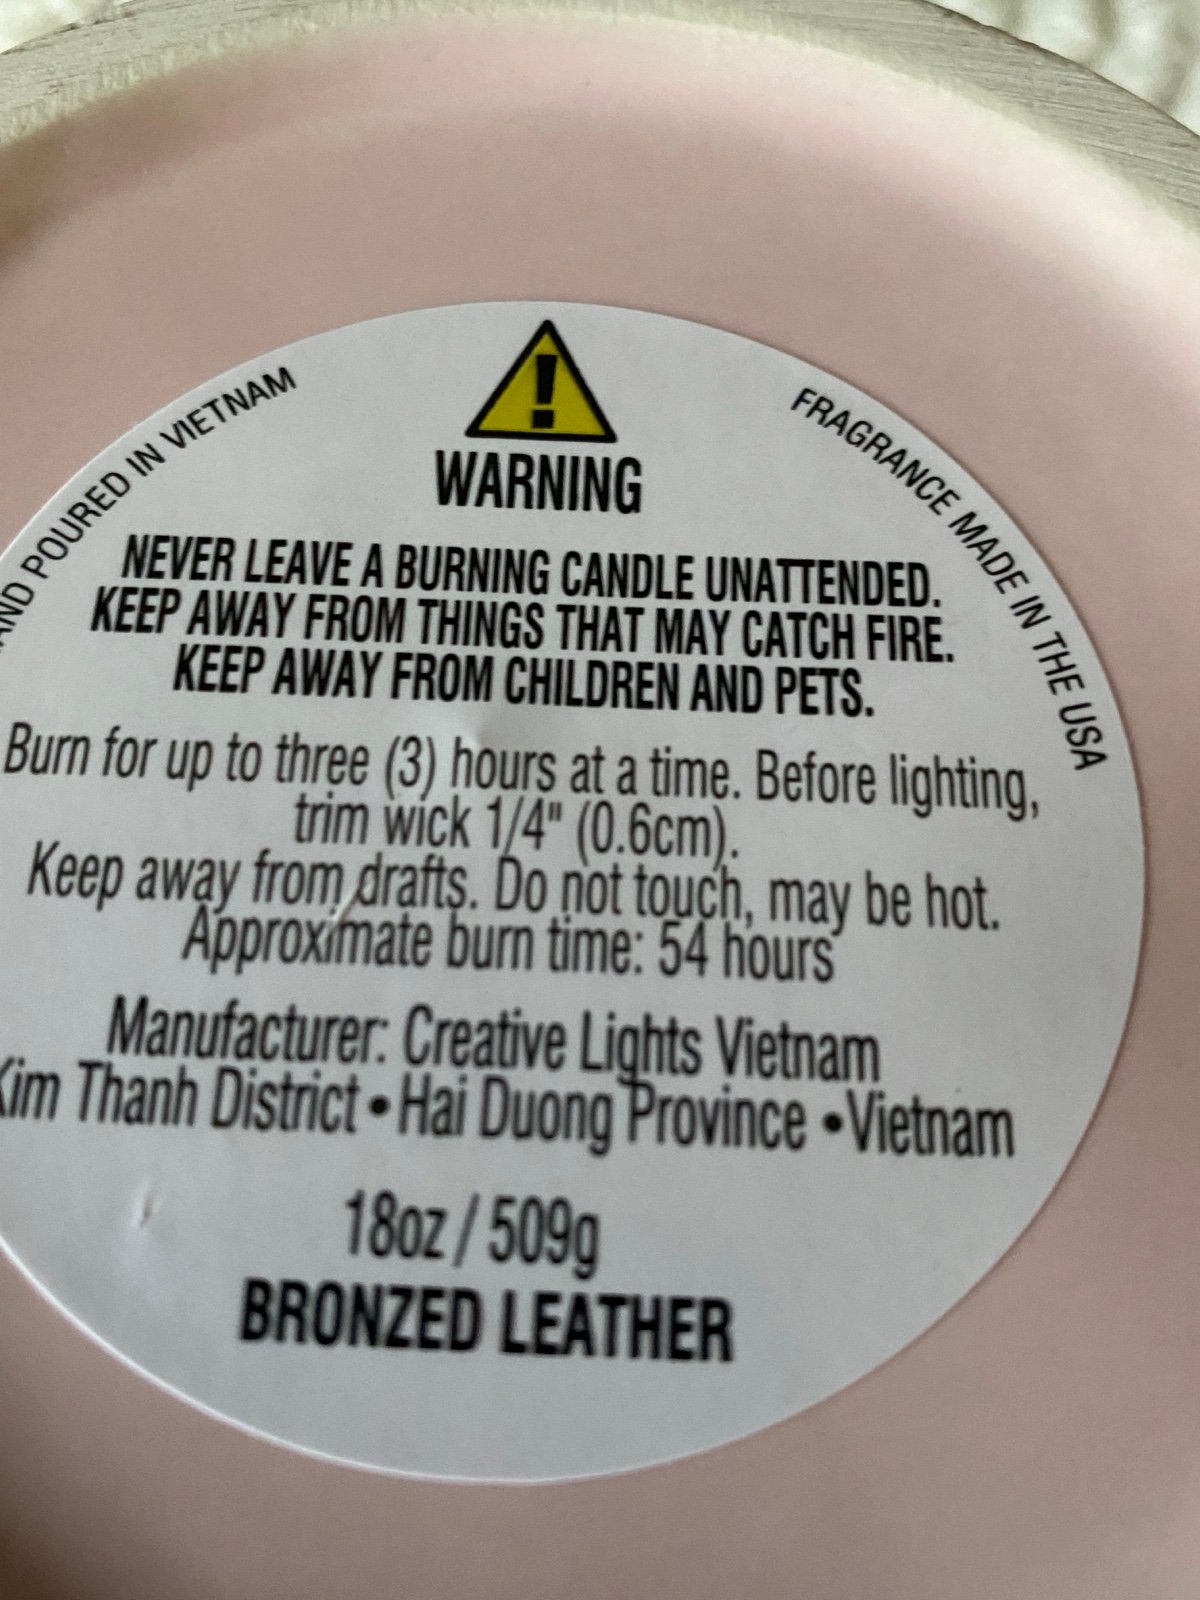 AND POURED IN VIETNAM
FRAGRANCE MADE IN THE USA
WARNING
NEVER LEAVE A BURNING CANDLE UNATTENDED.
KEEP AWAY FROM THINGS THAT MAY CATCH FIRE.
KEEP AWAY FROM CHILDREN AND PETS.
Burn for up to three (3) hours at a time. Before lighting,
trim wick 1/4" (0.6cm).
Keep away from drafts. Do not touch, may be hot.
Approximate burn time: 54 hours
Manufacturer: Creative Lights Vietnam
Kim Thanh District • Hai Duong Province • Vietnam
18oz / 509g
BRONZED LEATHER